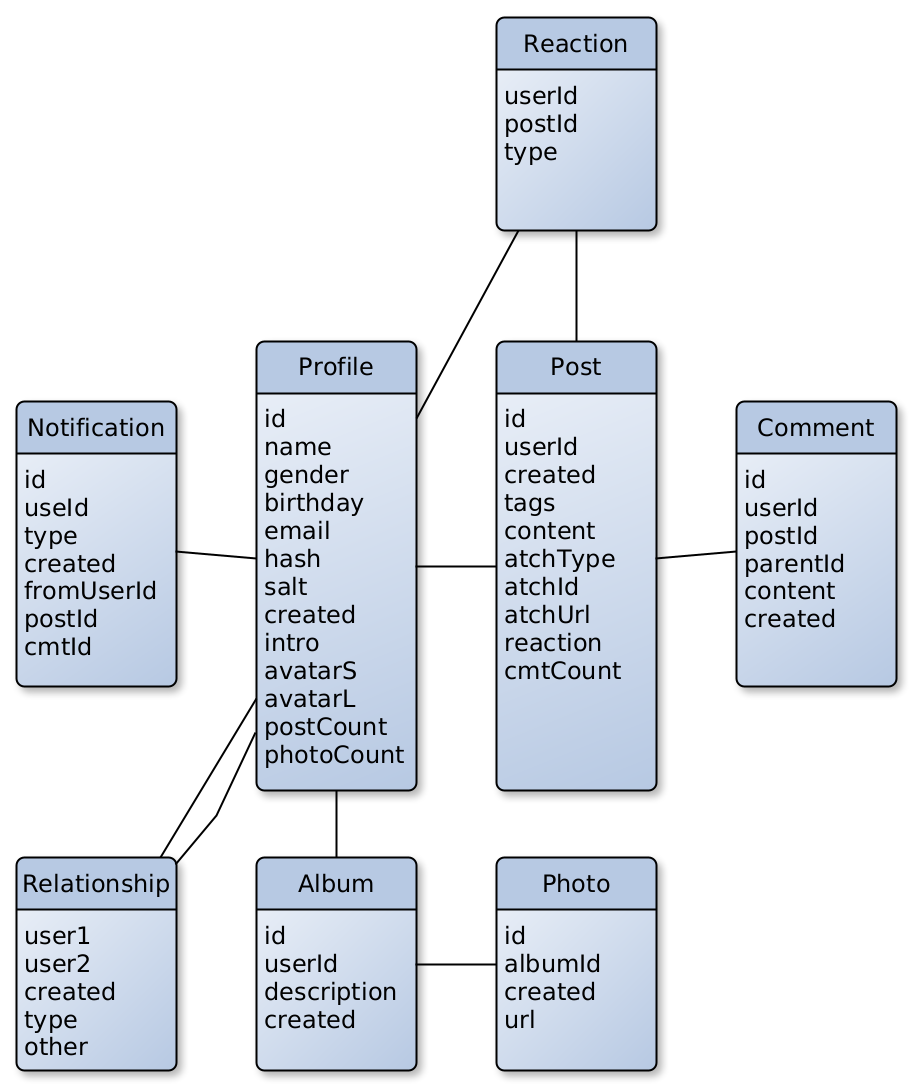 Reaction
userId
postId
type
Profile
id
name
gender
birthday
email
hash
salt
created
intro
avatarS
avatarL
postCount
photoCount
Post
id
userId
created
tags
content
atchType
atchId
atchUrl
reaction
cmtCount
Notification
id
useId
type
created
fromUserId
postId
cmtId
Comment
id
userId
postId
parentId
content
created
Relationship
user1
user2
created
type
other
Album
id
userId
description
created
Photo
id
albumId
created
url